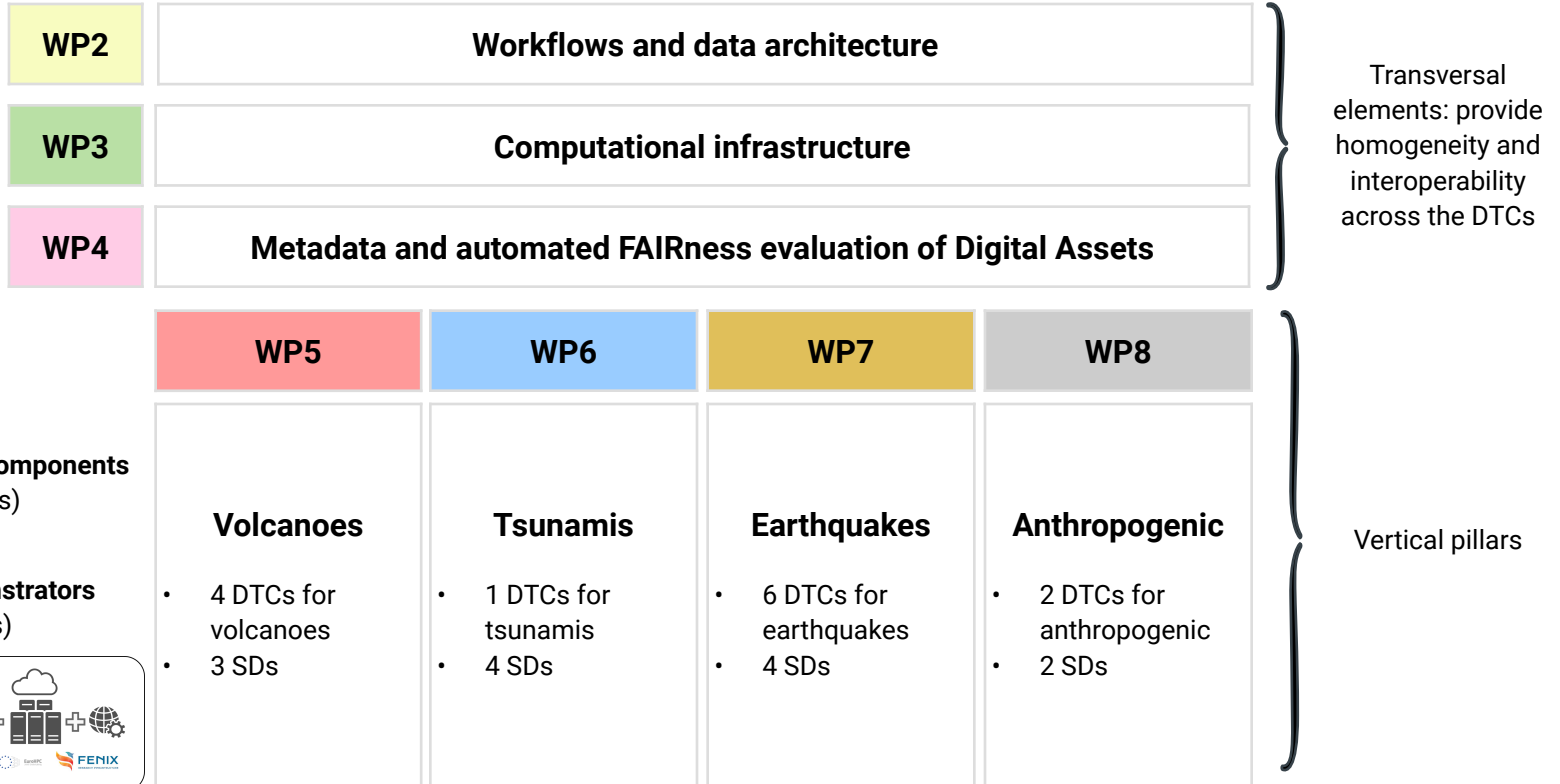 WP2
Workflows and data architecture
WP3
Computational infrastructure
WP4
Metadata and automated FAIRness evaluation of Digital Assets
Transversal
elements: provide
homogeneity and
interoperability
across the DTCs
WP5
WP6
WP7
WP8
omponents
s)
strators
s)
Volcanoes
• 4 DTCs for
volcanoes
• 3 SDs
Tsunamis
• 1 DTCs for
tsunamis
• 4 SDs
Earthquakes
• 6 DTCs for
earthquakes
• 4 SDs
Anthropogenic
• 2 DTCs for
anthropogenic
• 2 SDs
Vertical pillars
EuroHPC
FENIX